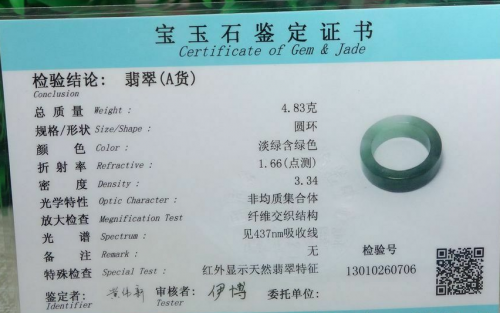 宝玉石鉴定证书
Certificate of Gem & Jade
检验结论： 翡翠(A货)
Conclusion
总质量 Weight : 4.83克
规格/形状 Size/Shape : 圆环
颜色 Color : 淡绿含绿色
折射率 Refractive : 1.66(点测)
密度 Density : 3.34
光学特性 Optic Character : 非均质集合体
放大检查 Megnification Test 纤维交织结构
光谱 Spectrum : 见437nm吸收线
备注 Remark : 无
特殊检查 Special Test : 红外显示天然翡翠特征
检验号
13010260706
鉴定者: 审核者: 伊博 委托单位:
Identifier Tester